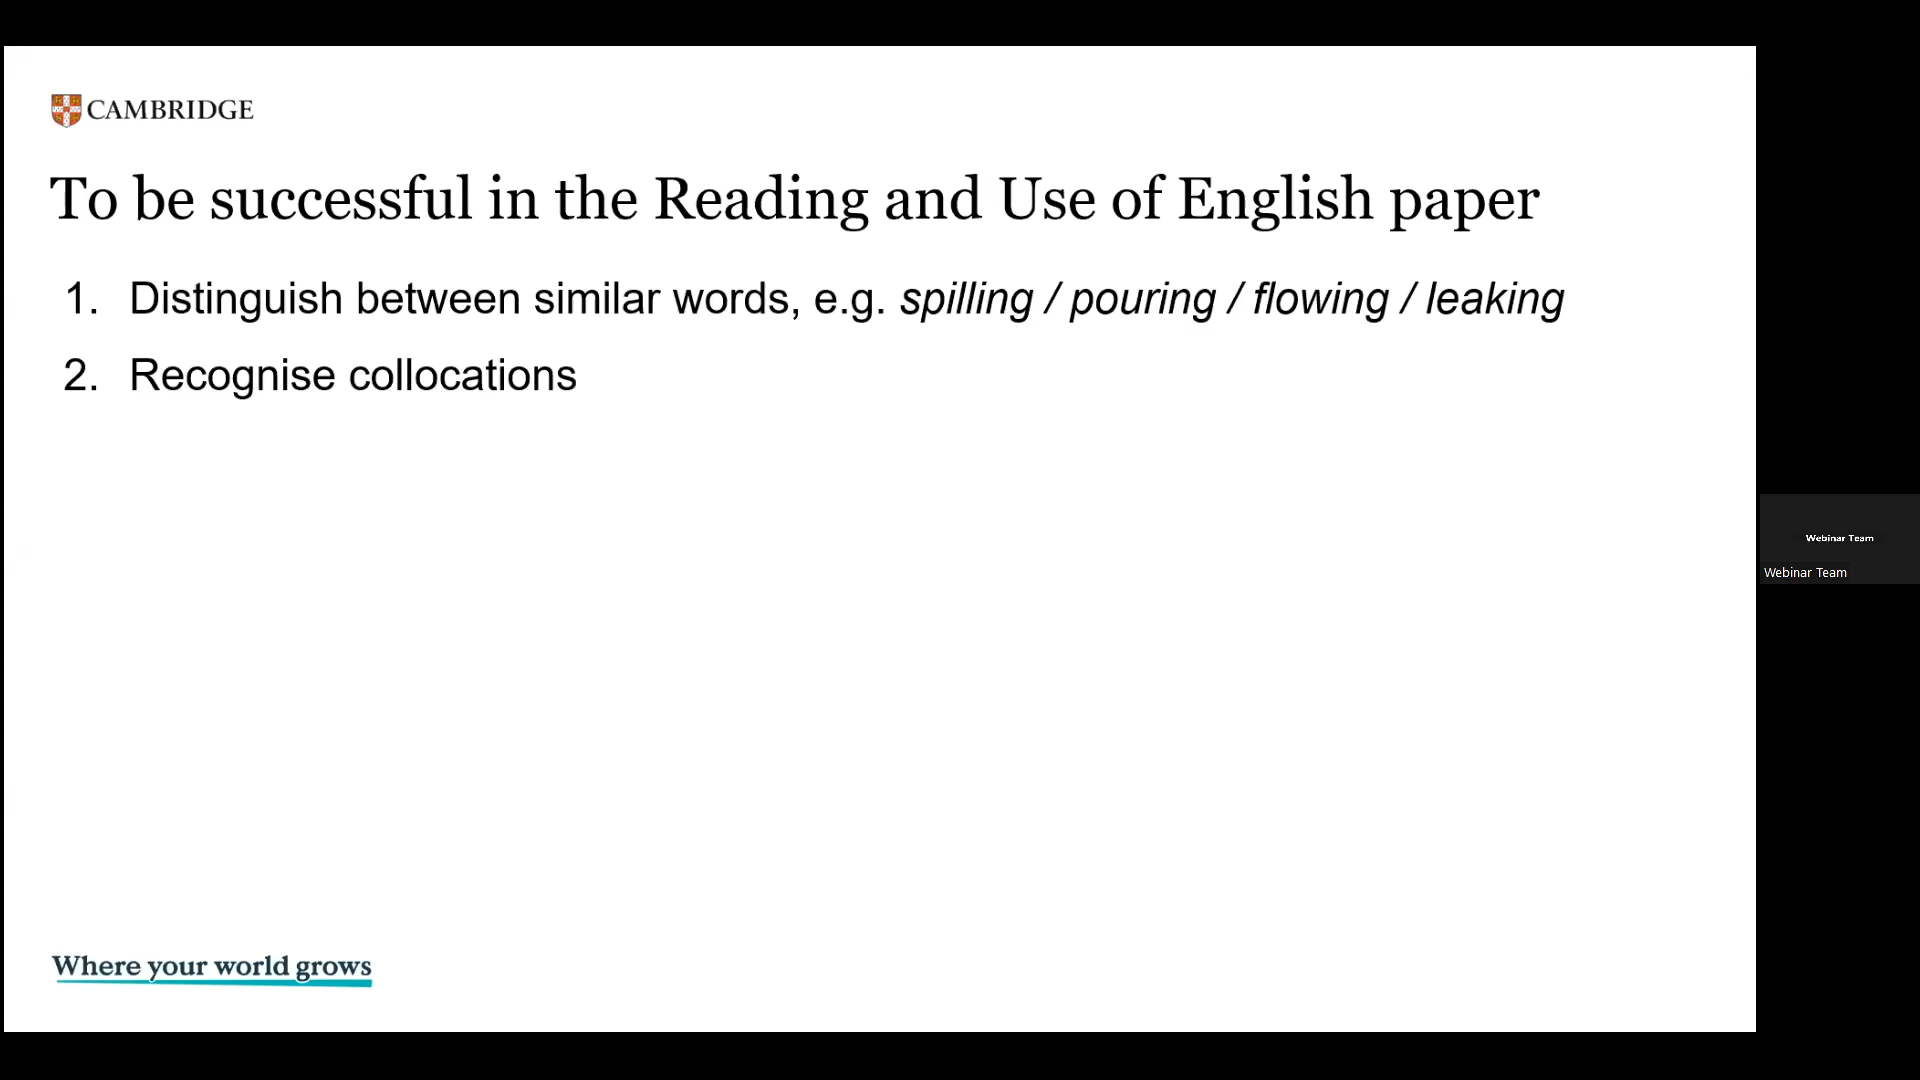 CAMBRIDGE
To be successful in the Reading and Use of English paper
1. Distinguish between similar words, e.g. spilling / pouring / flowing / leaking
2. Recognise collocations
Webinar Team
Webinar Team
Where your world grows